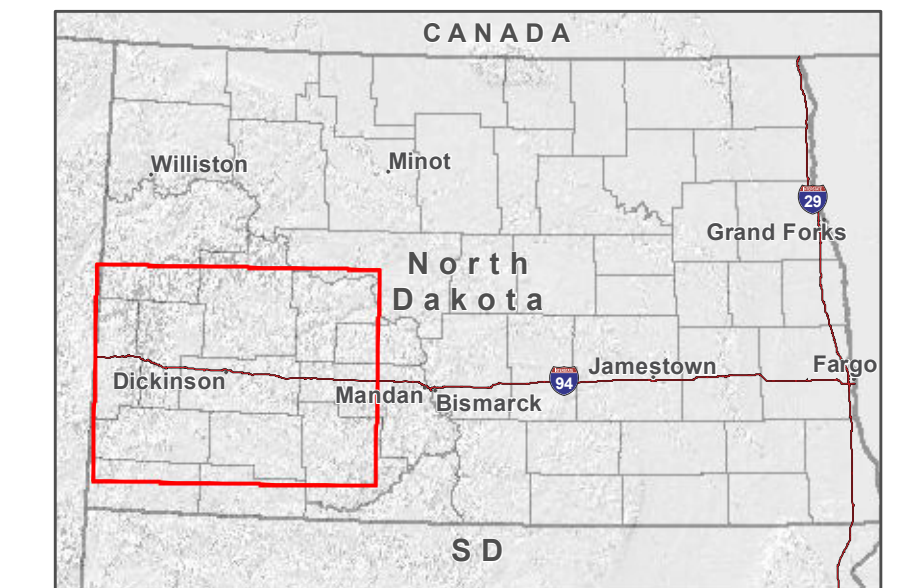 CANADA
Williston
Minot
29
Grand Forks
North
Dakota
Jamestown
Fargo
Dickinson
94
Mandan
Bismarck
SD